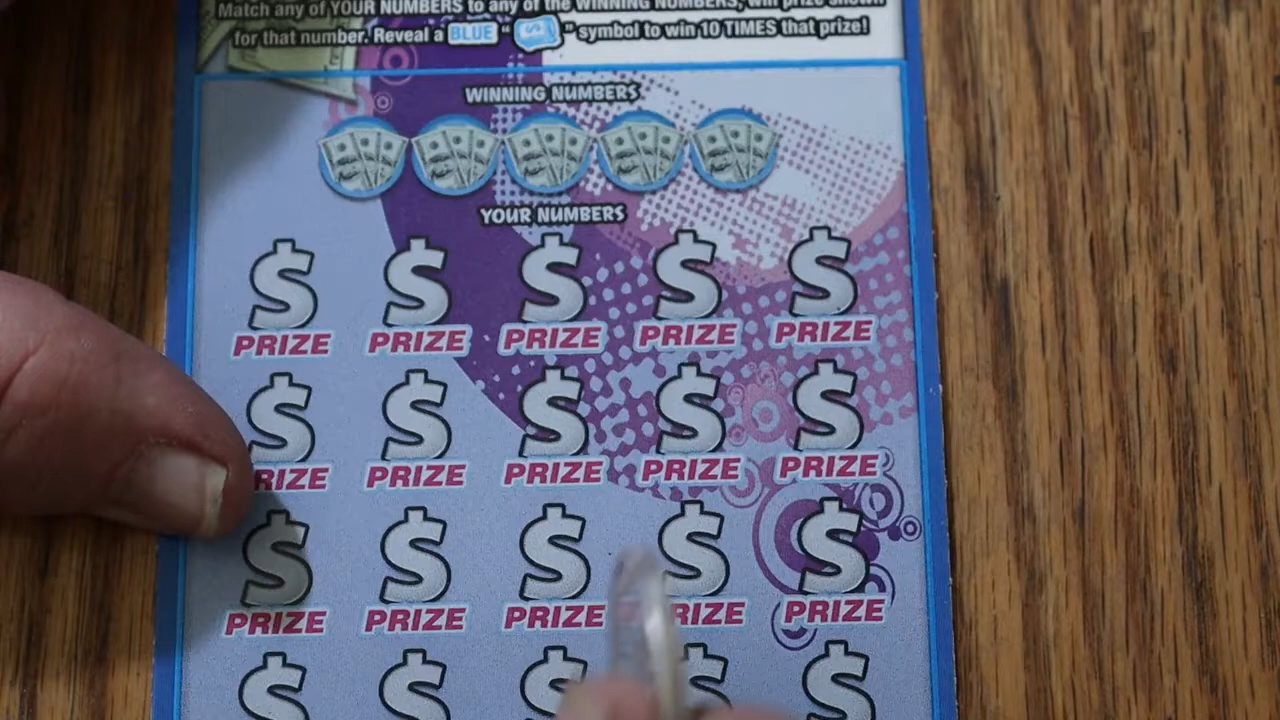 Match any of YOUR NUMBERS to any of the WINNING NUMBERS, win prize shown
for that number. Reveal a BLUE " $ " symbol to win 10 TIMES that prize!
WINNING NUMBERS
YOUR NUMBERS
$ $ $ $ $
PRIZE PRIZE PRIZE PRIZE PRIZE
$ $ $ $ $
PRIZE PRIZE PRIZE PRIZE PRIZE
$ $ $ $ $
PRIZE PRIZE PRIZE PRIZE PRIZE
$ $ $ $ $